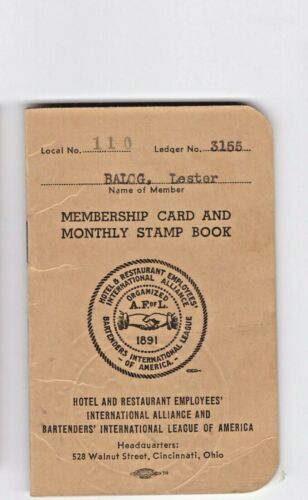 Local No. 110 Ledger No. 3155
BALOG, Lester
Name of Member
MEMBERSHIP CARD AND
MONTHLY STAMP BOOK
HOTEL & RESTAURANT EMPLOYEES'
INTERNATIONAL ALLIANCE
ORGANIZED
A.F. of L.
1891
BARTENDERS INTERNATIONAL LEAGUE
OF AMERICA.
HOTEL AND RESTAURANT EMPLOYEES'
INTERNATIONAL ALLIANCE AND
BARTENDERS' INTERNATIONAL LEAGUE OF AMERICA
Headquarters:
528 Walnut Street, Cincinnati, Ohio